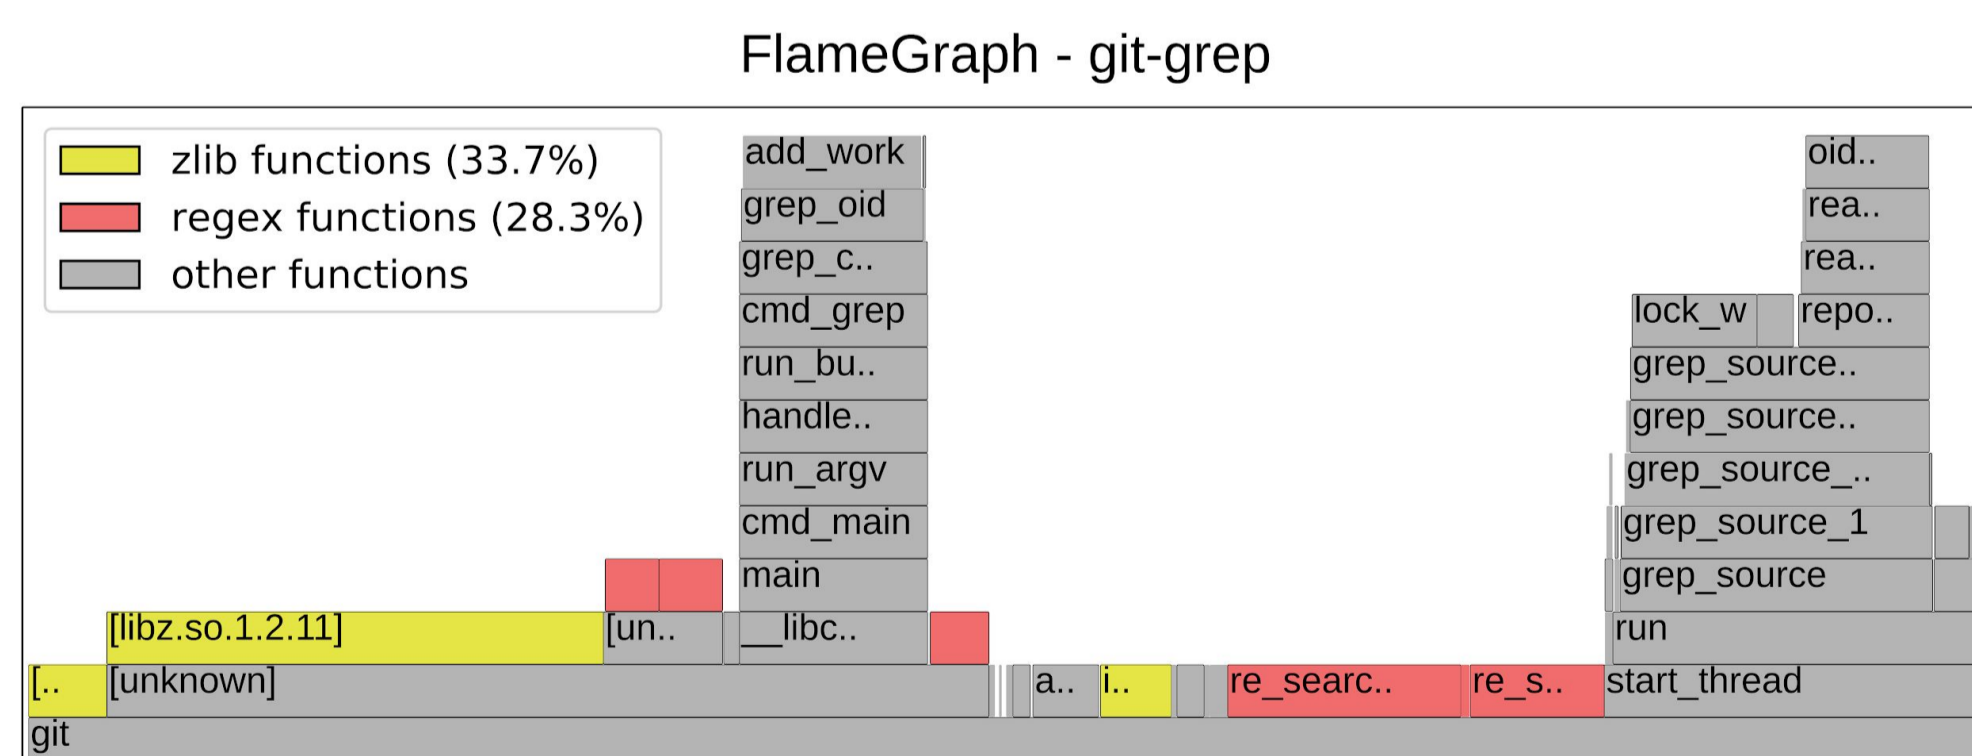 FlameGraph - git-grep
zlib functions (33.7%)
regex functions (28.3%)
other functions
add_work
oid..
grep_oid
rea..
grep_c..
rea..
cmd_grep
lock_w
repo..
run_bu..
grep_source..
handle..
grep_source..
run_argv
grep_source_..
cmd_main
grep_source_1
main
grep_source
[libz.so.1.2.11]
[un..
__libc..
run
[..
[unknown]
a..
i..
re_searc..
re_s..
start_thread
git